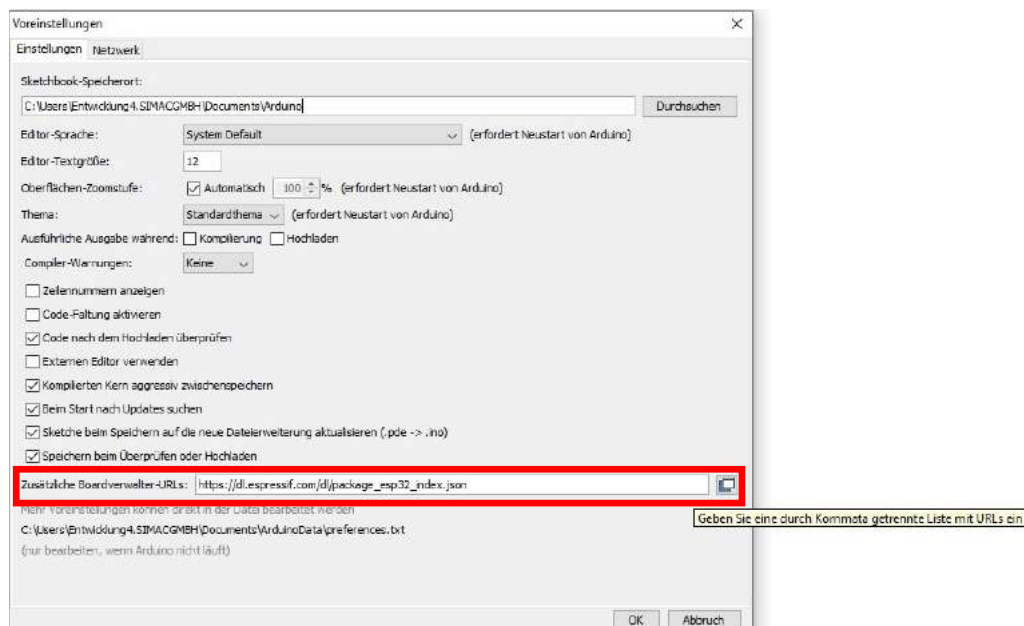 Voreinstellungen
Einstellungen Netzwerk
Sketchbook-Speicherort:
C:\Users\Entwicklung4.SIMACGMBH\Documents\Arduino Durchsuchen
Editor-Sprache: System Default (erfordert Neustart von Arduino)
Editor-Textgröße: 12
Oberflächen-Zoomstufe: Automatisch 100 % (erfordert Neustart von Arduino)
Thema: Standardthema (erfordert Neustart von Arduino)
Ausführliche Ausgabe während: Kompilierung Hochladen
Compiler-Warnungen: Keine
Zeilennummern anzeigen
Code-Faltung aktivieren
Code nach dem Hochladen überprüfen
Externen Editor verwenden
Kompilierten Kern aggressiv zwischenspeichern
Beim Start nach Updates suchen
Sketche beim Speichern auf die neue Dateierweiterung aktualisieren (.pde -> .ino)
Speichern beim Überprüfen oder Hochladen
Zusätzliche Boardverwalter-URLs: https://dl.espressif.com/dl/package_esp32_index.json
Mehr Voreinstellungen können direkt in der Datei bearbeitet werden
Geben Sie eine durch Kommata getrennte Liste mit URLs ein
C:\Users\Entwicklung4.SIMACGMBH\Documents\ArduinoData\preferences.txt
(nur bearbeiten, wenn Arduino nicht läuft)
OK Abbruch